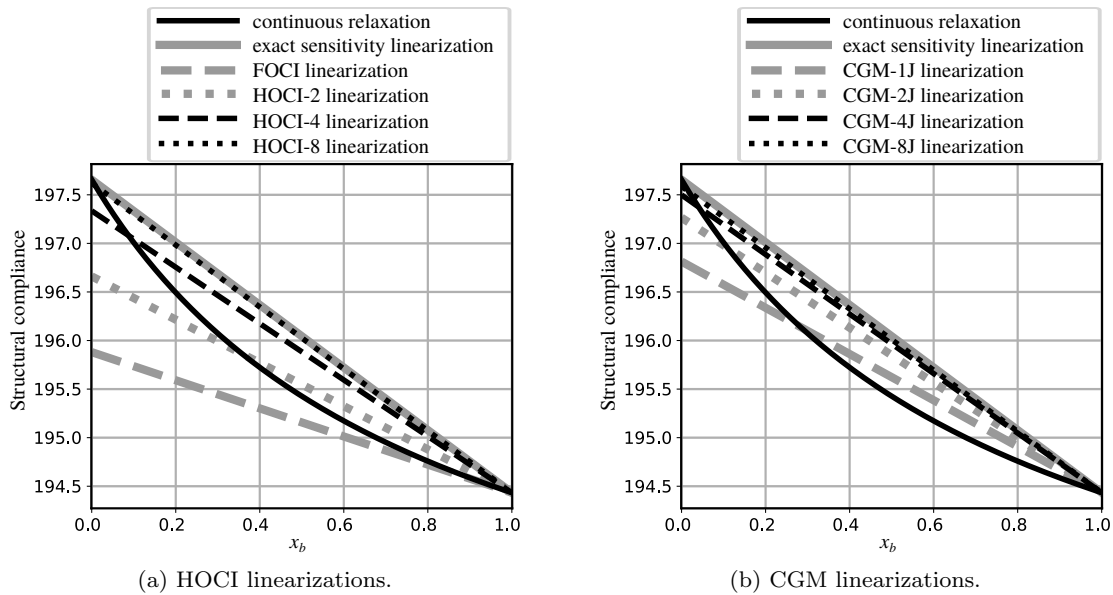 continuous relaxation
exact sensitivity linearization
FOCI linearization
HOCI-2 linearization
HOCI-4 linearization
HOCI-8 linearization
197.5
197.0
196.5
196.0
195.5
195.0
194.5
Structural compliance
0.0 0.2 0.4 0.6 0.8 1.0
x_b
(a) HOCI linearizations.
continuous relaxation
exact sensitivity linearization
CGM-1J linearization
CGM-2J linearization
CGM-4J linearization
CGM-8J linearization
197.5
197.0
196.5
196.0
195.5
195.0
194.5
Structural compliance
0.0 0.2 0.4 0.6 0.8 1.0
x_b
(b) CGM linearizations.